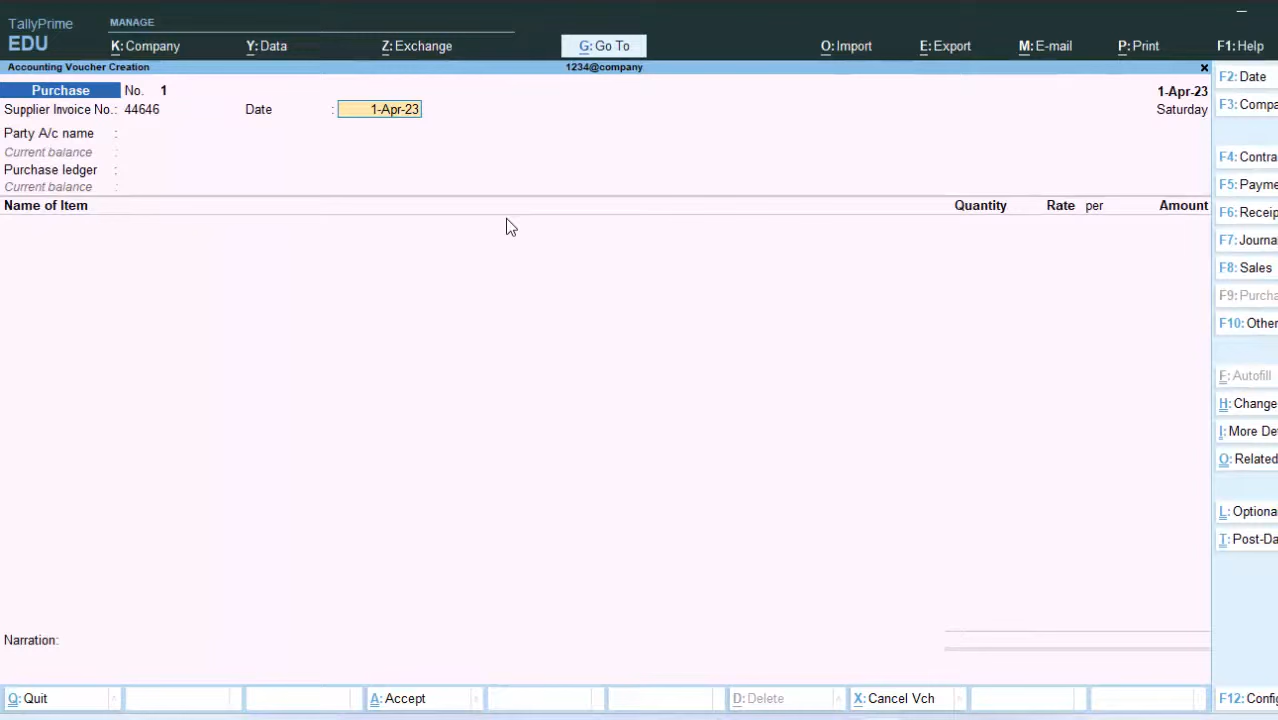 TallyPrime
EDU
MANAGE
K: Company Y: Data Z: Exchange G: Go To O: Import E: Export M: E-mail P: Print F1: Help
Accounting Voucher Creation 1234@company ×
Purchase No. 1 1-Apr-23
Supplier Invoice No.: 44646 Date : 1-Apr-23 Saturday
Party A/c name :
Current balance :
Purchase ledger :
Current balance :
Name of Item Quantity Rate per Amount
Narration:
Q: Quit A: Accept D: Delete X: Cancel Vch
F2: Date
F3: Compa
F4: Contra
F5: Payme
F6: Receip
F7: Journa
F8: Sales
F9: Purcha
F10: Other
F: Autofill
H: Change
I: More De
O: Related
L: Optiona
T: Post-Da
F12: Config